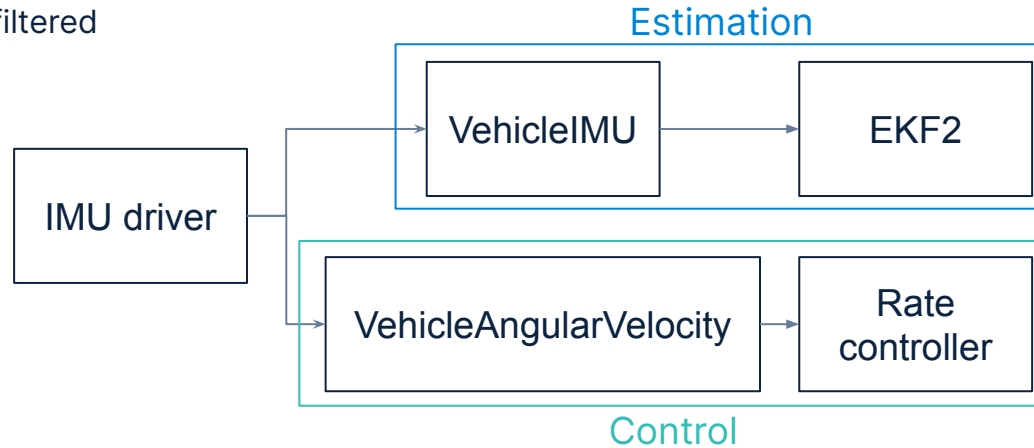 filtered
Estimation
VehicleIMU
EKF2
IMU driver
VehicleAngularVelocity
Rate
controller
Control